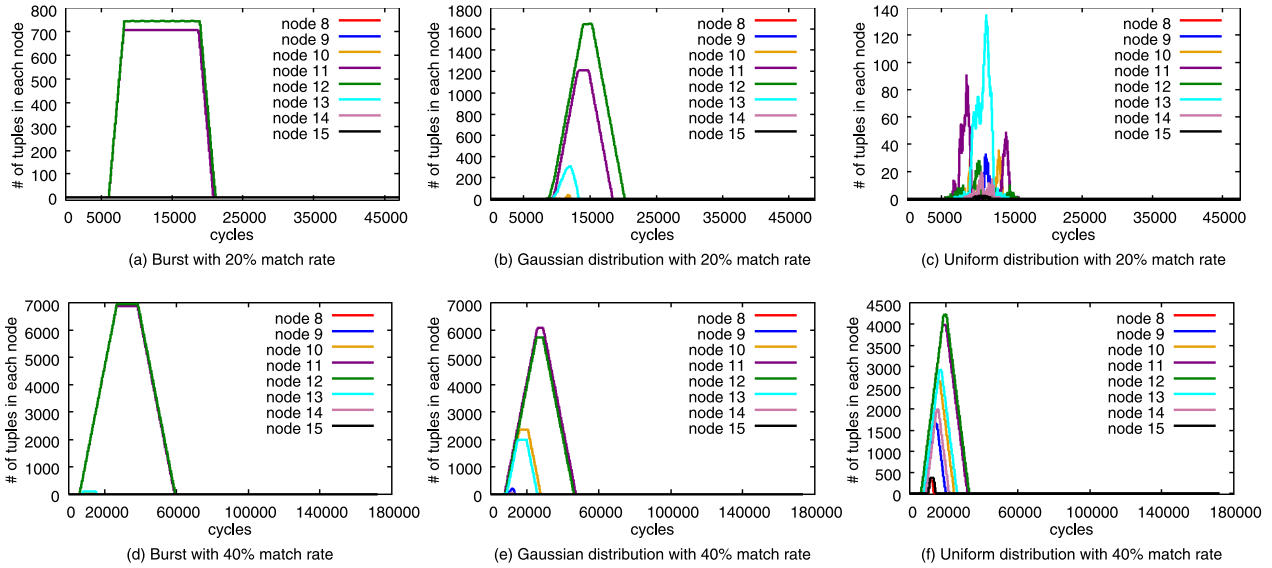 # of tuples in each node
800
700
600
500
400
300
200
100
0
0 5000 15000 25000 35000 45000
cycles
node 8
node 9
node 10
node 11
node 12
node 13
node 14
node 15
(a) Burst with 20% match rate
# of tuples in each node
1800
1600
1200
800
400
200
0
0 5000 15000 25000 35000 45000
cycles
node 8
node 9
node 10
node 11
node 12
node 13
node 14
node 15
(b) Gaussian distribution with 20% match rate
# of tuples in each node
140
120
100
80
60
40
20
0
0 5000 15000 25000 35000 45000
cycles
node 8
node 9
node 10
node 11
node 12
node 13
node 14
node 15
(c) Uniform distribution with 20% match rate
# of tuples in each node
7000
6000
5000
4000
3000
2000
1000
0
0 20000 60000 100000 140000 180000
cycles
node 8
node 9
node 10
node 11
node 12
node 13
node 14
node 15
(d) Burst with 40% match rate
# of tuples in each node
7000
6000
5000
4000
3000
2000
1000
0
0 20000 60000 100000 140000 180000
cycles
node 8
node 9
node 10
node 11
node 12
node 13
node 14
node 15
(e) Gaussian distribution with 40% match rate
# of tuples in each node
4500
4000
3500
3000
2500
2000
1500
1000
500
0
0 20000 60000 100000 140000 180000
cycles
node 8
node 9
node 10
node 11
node 12
node 13
node 14
node 15
(f) Uniform distribution with 40% match rate